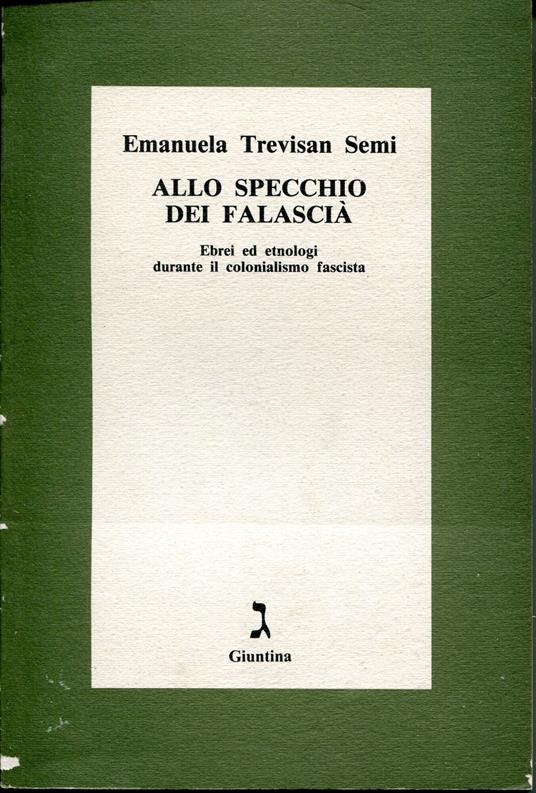 Emanuela Trevisan Semi
ALLO SPECCHIO
DEI FALASCIÀ
Ebrei ed etnologi
durante il colonialismo fascista
ג
Giuntina